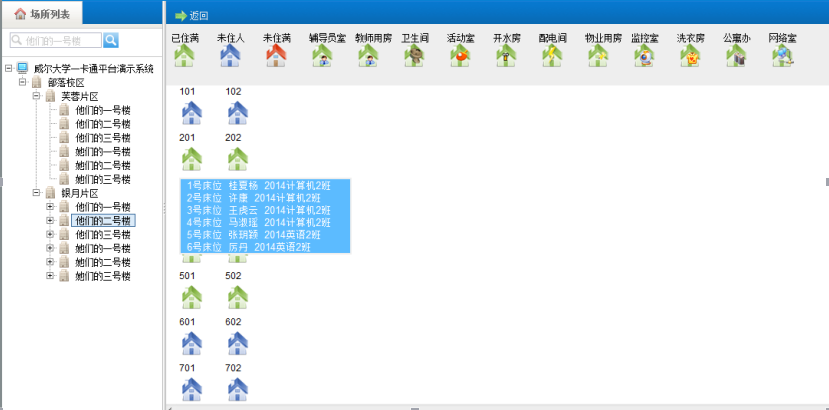 场所列表
他们的一号楼
威尔大学一卡通平台演示系统
部落校区
芙蓉片区
他们的一号楼
他们的二号楼
他们的三号楼
她们的一号楼
她们的二号楼
她们的三号楼
银月片区
他们的一号楼
他们的二号楼
他们的三号楼
她们的一号楼
她们的二号楼
她们的三号楼
返回
已住满 未住人 未住满 辅导员室 教师用房 卫生间 活动室 开水房 配电间 物业用房 监控室 洗衣房 公寓办 网络室
101 102
201 202
1号床位 桂夏杨 2014计算机2班
2号床位 许康 2014计算机2班
3号床位 王虎云 2014计算机2班
4号床位 马淑瑶 2014计算机2班
5号床位 张玥颖 2014英语2班
6号床位 厉丹 2014英语2班
501 502
601 602
701 702